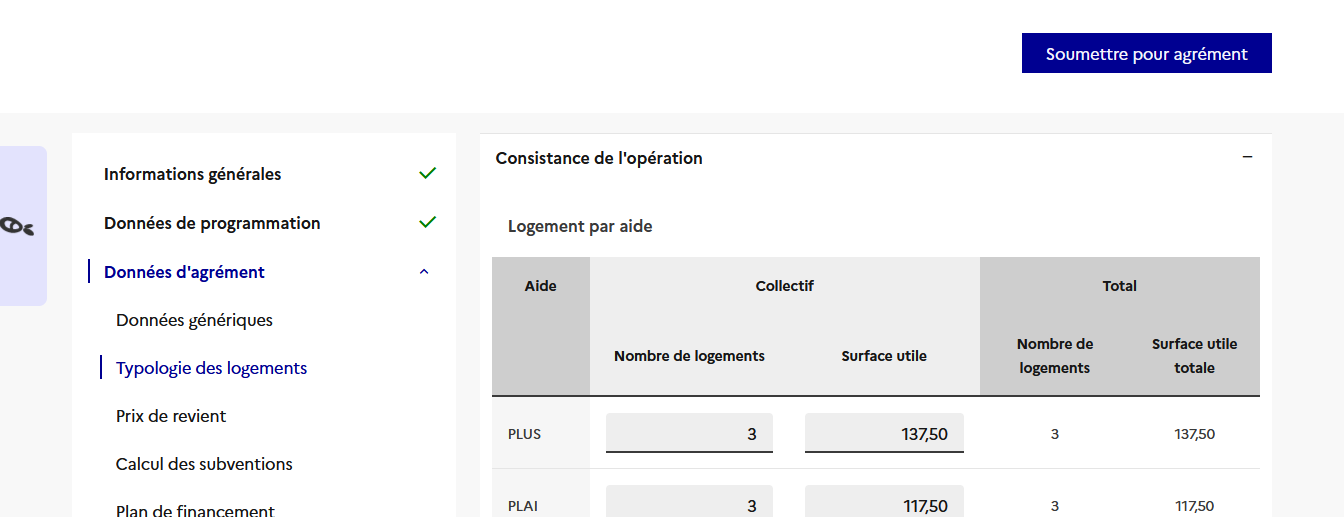 Soumettre pour agrément
Informations générales
Données de programmation
Données d'agrément
Données génériques
Typologie des logements
Prix de revient
Calcul des subventions
Plan de financement
Consistance de l'opération
Logement par aide
Aide Collectif Total
Nombre de logements Surface utile Nombre de logements Surface utile totale
PLUS 3 137,50 3 137,50
PLAI 3 117,50 3 117,50